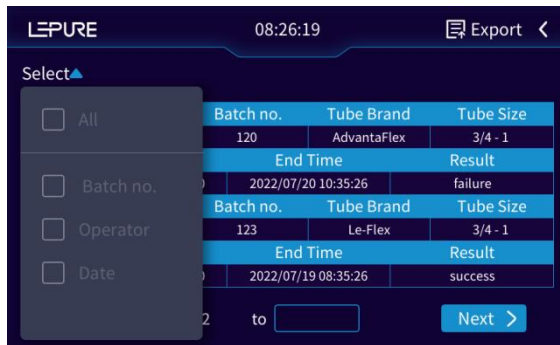 LEPURE 08:26:19 Export
Select
All
Batch no. Tube Brand Tube Size
120 AdvantaFlex 3/4 - 1
End Time Result
Batch no. 0 2022/07/20 10:35:26 failure
Batch no. Tube Brand Tube Size
Operator 123 Le-Flex 3/4 - 1
End Time Result
Date 0 2022/07/19 08:35:26 success
2 to Next